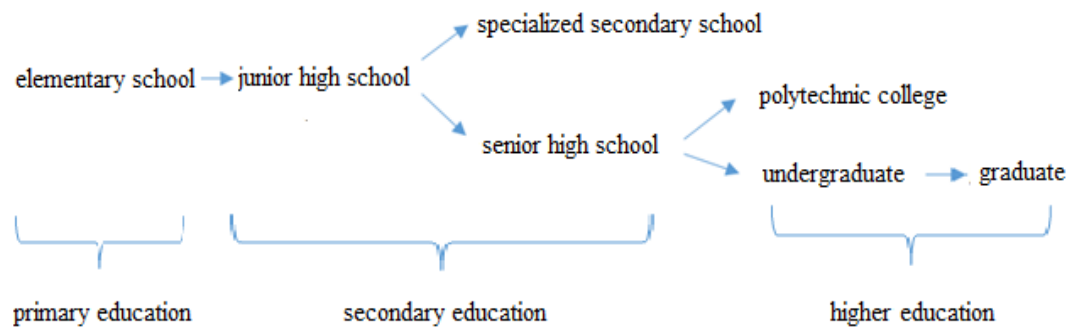 specialized secondary school
elementary school
junior high school
polytechnic college
senior high school
undergraduate
graduate
primary education
secondary education
higher education